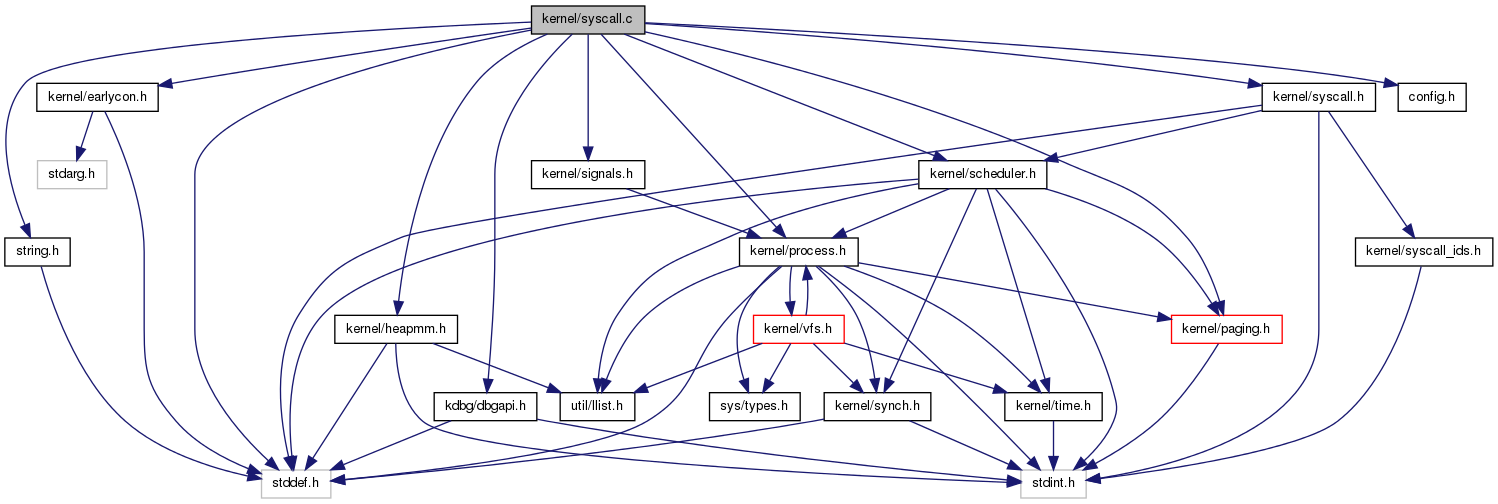 kernel/syscall.c
kernel/earlycon.h
kernel/syscall.h
config.h
stdarg.h
kernel/signals.h
kernel/scheduler.h
string.h
kernel/process.h
kernel/syscall_ids.h
kernel/heapmm.h
kernel/vfs.h
kernel/paging.h
kdbg/dbgapi.h
util/llist.h
sys/types.h
kernel/synch.h
kernel/time.h
stddef.h
stdint.h